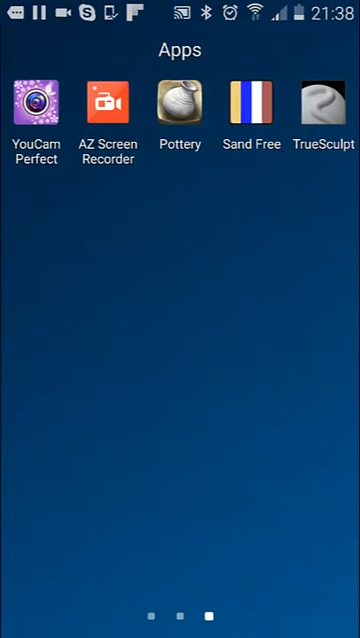 21:38
Apps
YouCam
Perfect
AZ Screen
Recorder
Pottery
Sand Free
TrueSculpt